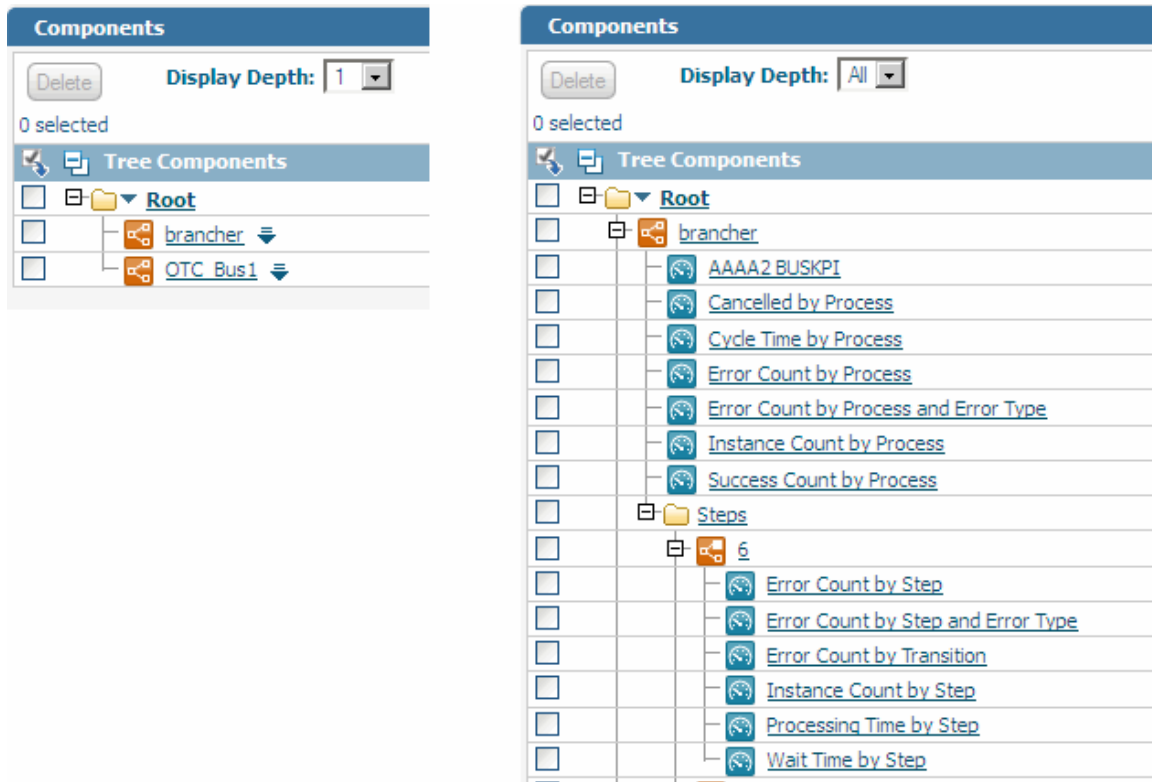 Components
Delete
Display Depth: 1
0 selected
Tree Components
Root
brancher
OTC_Bus1
Components
Delete
Display Depth: All
0 selected
Tree Components
Root
brancher
AAAA2 BUSKPI
Cancelled by Process
Cycle Time by Process
Error Count by Process
Error Count by Process and Error Type
Instance Count by Process
Success Count by Process
Steps
6
Error Count by Step
Error Count by Step and Error Type
Error Count by Transition
Instance Count by Step
Processing Time by Step
Wait Time by Step